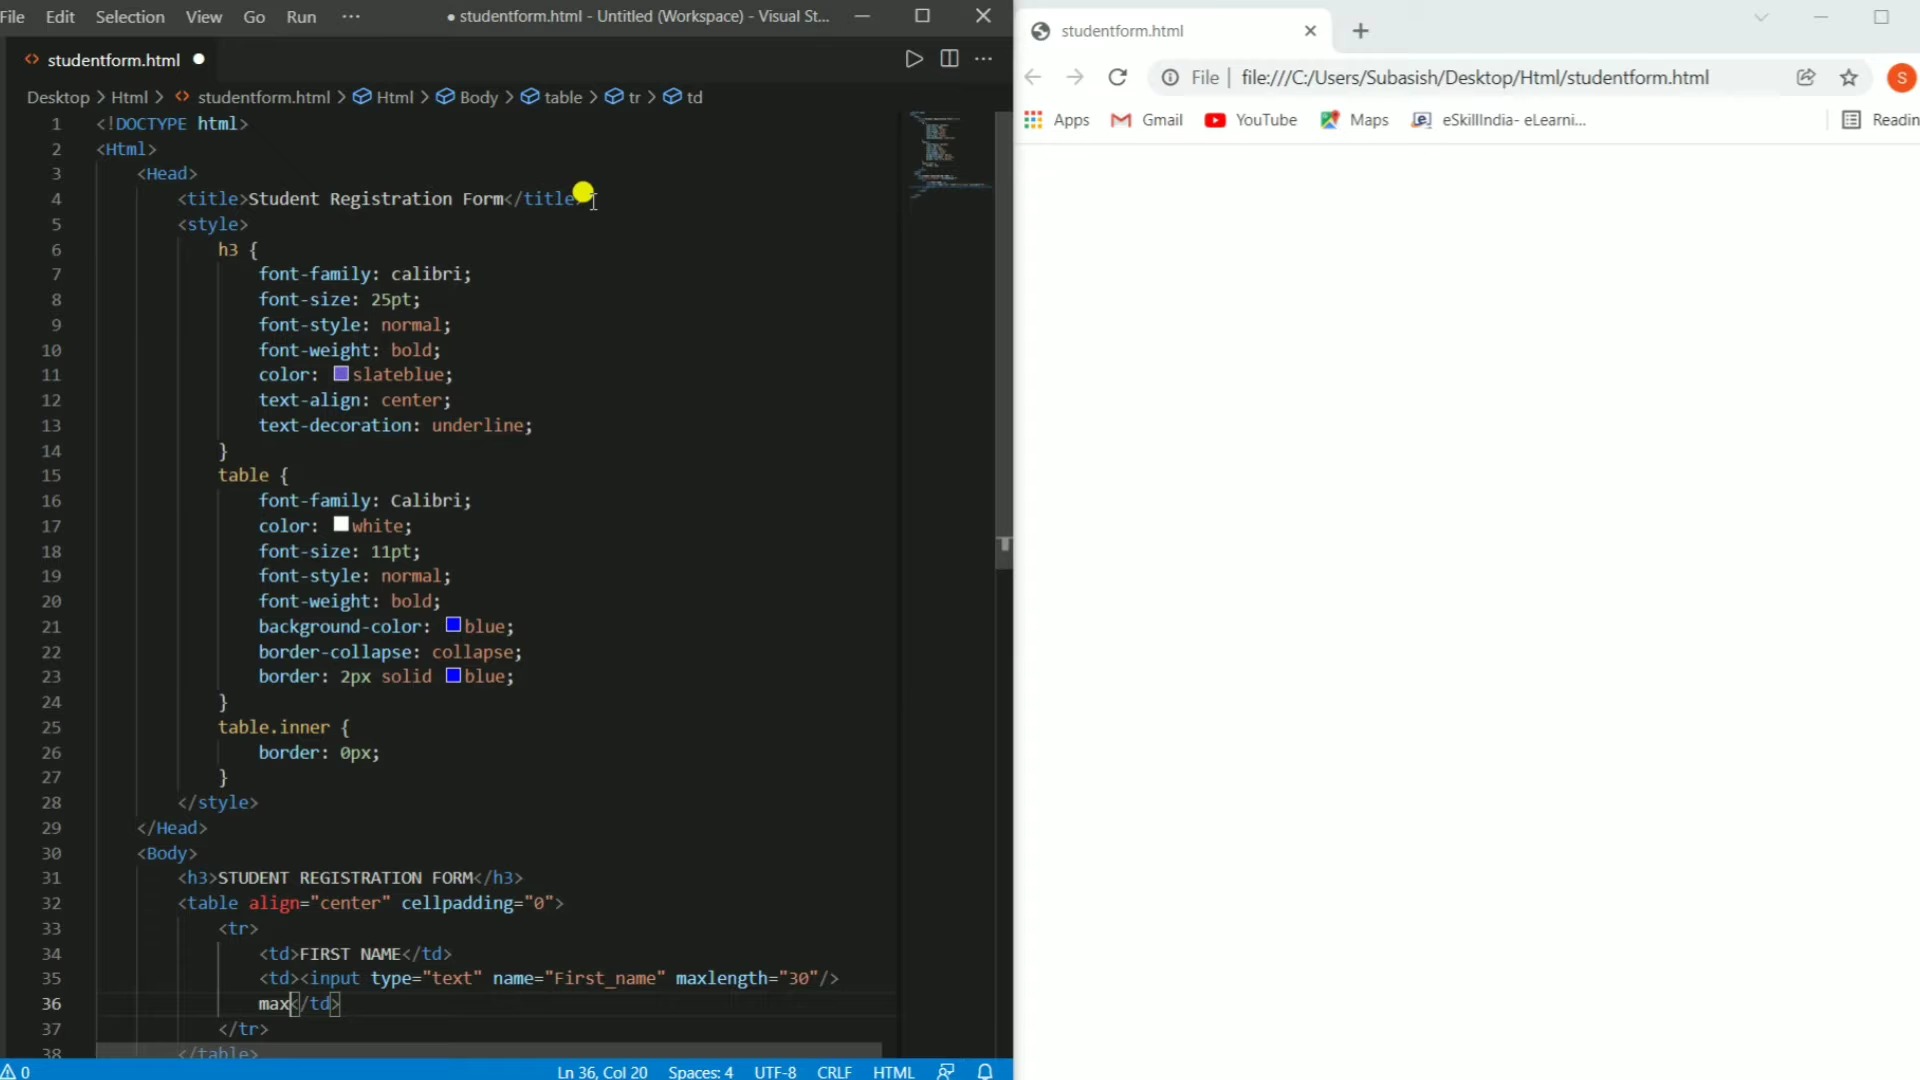 File Edit Selection View Go Run ···
● studentform.html - Untitled (Workspace) - Visual St...
studentform.html
Desktop > Html > studentform.html > Html > Body > table > tr > td
1 <!DOCTYPE html>
2 <Html>
3 <Head>
4 <title>Student Registration Form</title>
5 <style>
6 h3 {
7 font-family: calibri;
8 font-size: 25pt;
9 font-style: normal;
10 font-weight: bold;
11 color: slateblue;
12 text-align: center;
13 text-decoration: underline;
14 }
15 table {
16 font-family: Calibri;
17 color: white;
18 font-size: 11pt;
19 font-style: normal;
20 font-weight: bold;
21 background-color: blue;
22 border-collapse: collapse;
23 border: 2px solid blue;
24 }
25 table.inner {
26 border: 0px;
27 }
28 </style>
29 </Head>
30 <Body>
31 <h3>STUDENT REGISTRATION FORM</h3>
32 <table align="center" cellpadding="0">
33 <tr>
34 <td>FIRST NAME</td>
35 <td><input type="text" name="First_name" maxlength="30"/>
36 max</td>
37 </tr>
38 </table>
0 Ln 36, Col 20 Spaces: 4 UTF-8 CRLF HTML
studentform.html
File | file:///C:/Users/Subasish/Desktop/Html/studentform.html S
Apps Gmail YouTube Maps eSkillIndia- eLearni... Readin